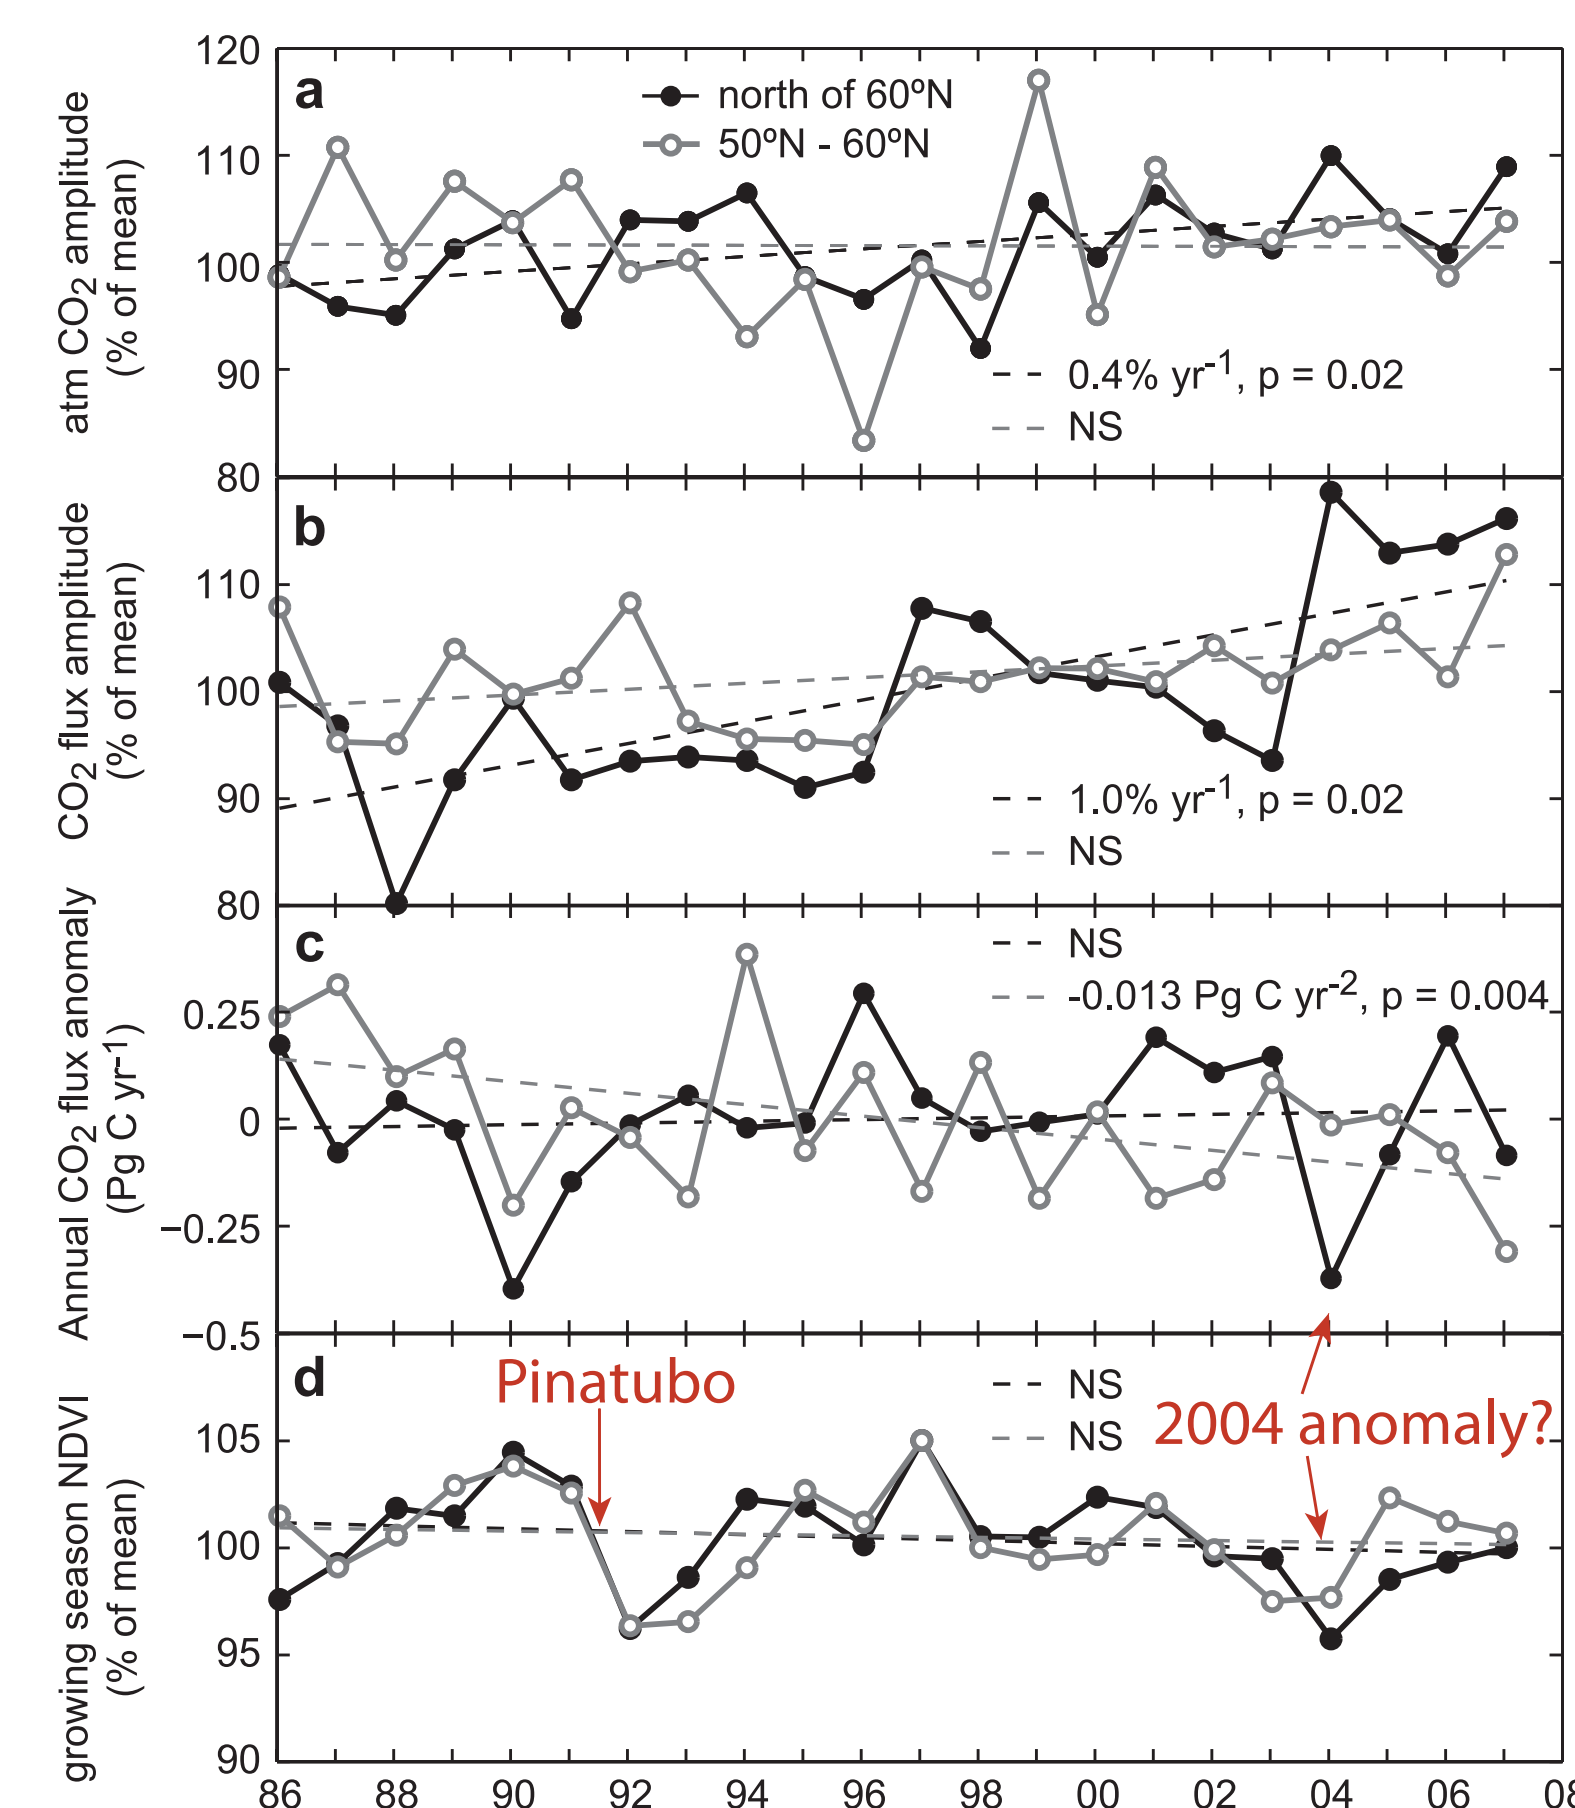 120
a
north of 60ºN
50ºN - 60ºN
110
100
90
0.4% yr-1, p = 0.02
NS
80
atm CO2 amplitude
(% of mean)
b
110
100
90
1.0% yr-1, p = 0.02
NS
80
CO2 flux amplitude
(% of mean)
c
NS
-0.013 Pg C yr-2, p = 0.004
0.25
0
−0.25
−0.5
Annual CO2 flux anomaly
(Pg C yr-1)
d
Pinatubo
NS
NS
2004 anomaly?
105
100
95
90
growing season NDVI
(% of mean)
86 88 90 92 94 96 98 00 02 04 06 08